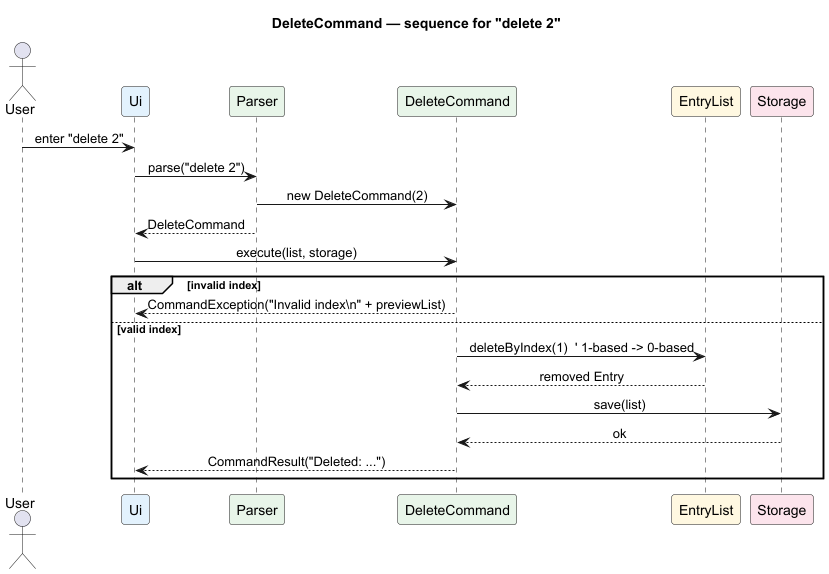 DeleteCommand — sequence for "delete 2"
User
Ui
Parser
DeleteCommand
EntryList
Storage
enter "delete 2"
parse("delete 2")
new DeleteCommand(2)
DeleteCommand
execute(list, storage)
alt
[invalid index]
CommandException("Invalid index\n" + previewList)
[valid index]
deleteByIndex(1)  ' 1-based -> 0-based
removed Entry
save(list)
ok
CommandResult("Deleted: ...")
User
Ui
Parser
DeleteCommand
EntryList
Storage